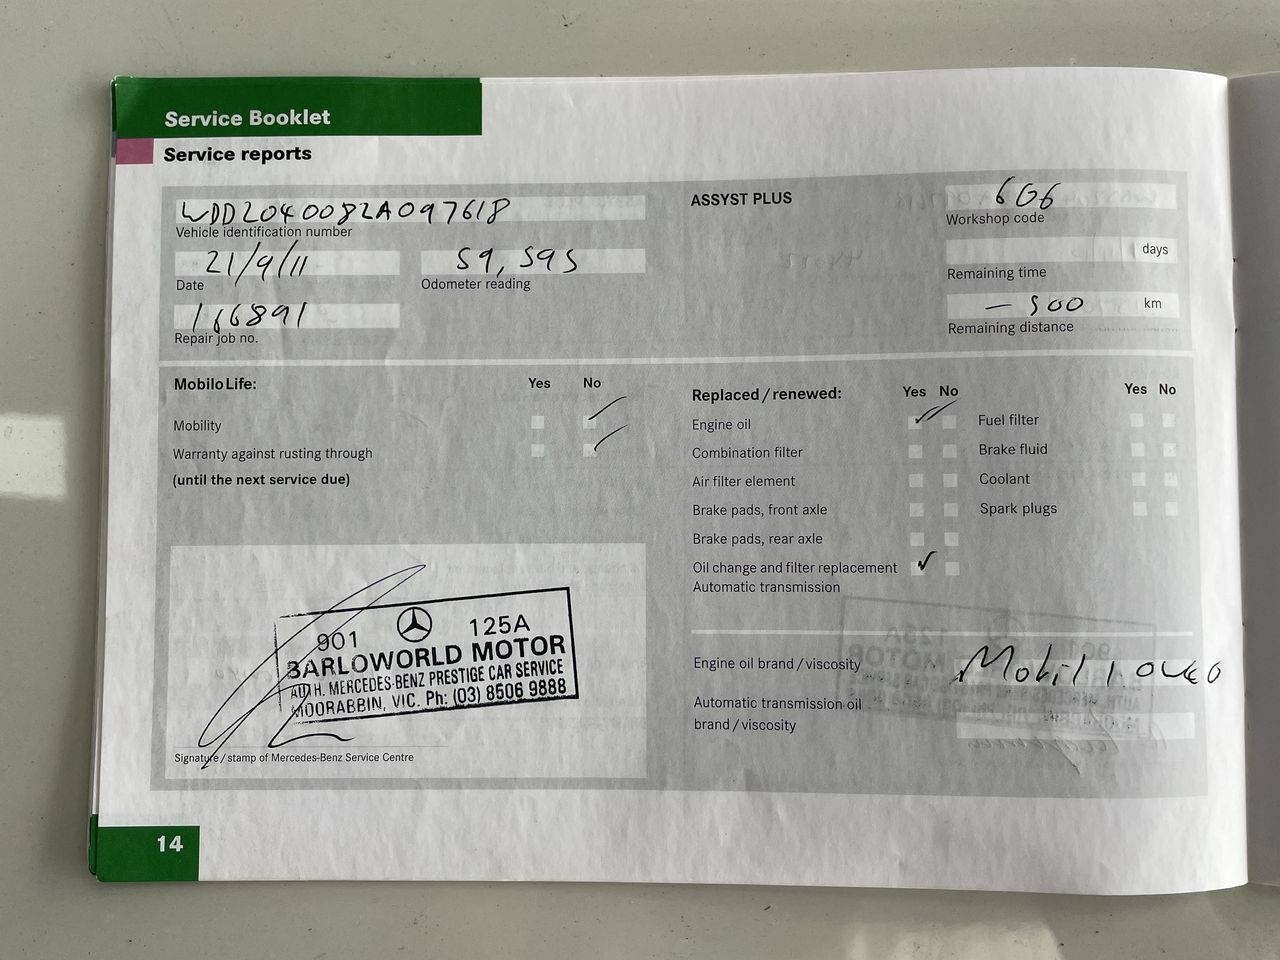 Service Booklet
Service reports
WDD2040082A097618
Vehicle identification number
21/9/11
Date
59,595
Odometer reading
166891
Repair job no.
ASSYST PLUS
606
Workshop code
days
Remaining time
— 500 km
Remaining distance
MobiloLife: Yes No
Mobility
Warranty against rusting through
(until the next service due)
901 125A
BARLOWORLD MOTOR
AUTH. MERCEDES-BENZ PRESTIGE CAR SERVICE
MOORABBIN, VIC. Ph: (03) 8506 9888
Signature / stamp of Mercedes-Benz Service Centre
Replaced / renewed: Yes No
Engine oil
Combination filter
Air filter element
Brake pads, front axle
Brake pads, rear axle
Oil change and filter replacement
Automatic transmission
Yes No
Fuel filter
Brake fluid
Coolant
Spark plugs
Engine oil brand / viscosity Mobil 1 0W40
Automatic transmission oil
brand / viscosity
14